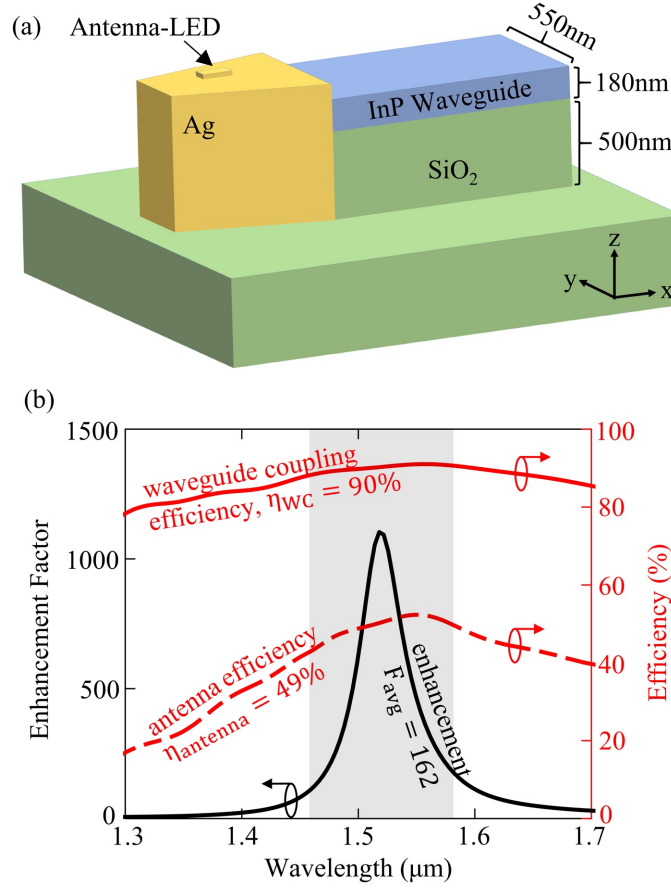 (a)
Antenna-LED
550nm
180nm
InP Waveguide
Ag
500nm
SiO₂
z
y
x
(b)
1500
100
waveguide coupling
efficiency, ηWC = 90%
80
1000
60
Enhancement Factor
Efficiency (%)
antenna efficiency
ηantenna = 49%
enhancement
Favg = 162
500
40
20
0
0
1.3
1.4
1.5
1.6
1.7
Wavelength (μm)